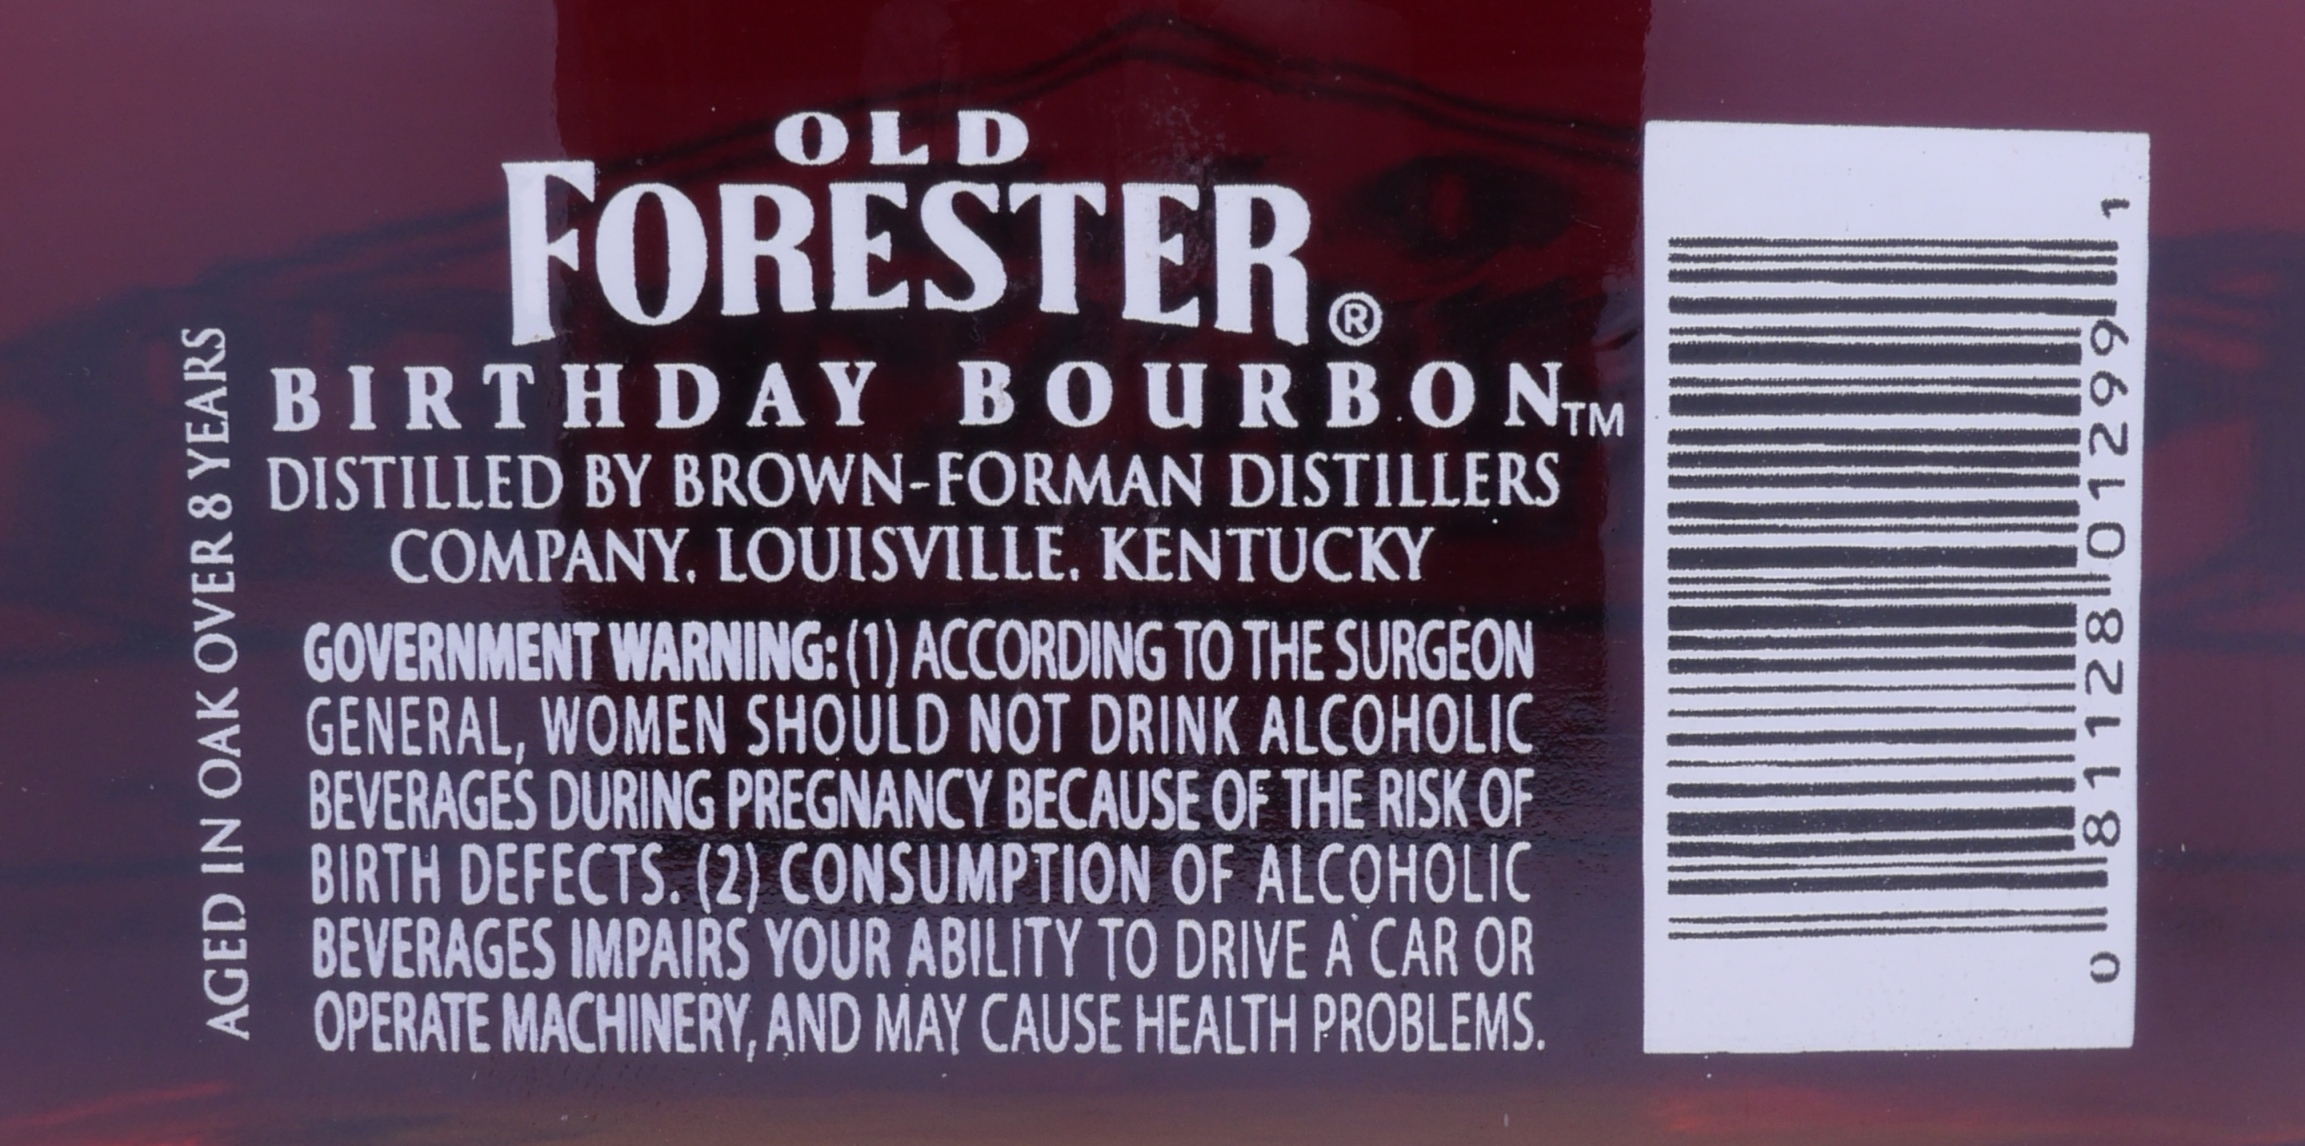 OLD
FORESTER®
BIRTHDAY BOURBON™
DISTILLED BY BROWN-FORMAN DISTILLERS
COMPANY, LOUISVILLE, KENTUCKY
AGED IN OAK OVER 8 YEARS
GOVERNMENT WARNING: (1) ACCORDING TO THE SURGEON
GENERAL, WOMEN SHOULD NOT DRINK ALCOHOLIC
BEVERAGES DURING PREGNANCY BECAUSE OF THE RISK OF
BIRTH DEFECTS. (2) CONSUMPTION OF ALCOHOLIC
BEVERAGES IMPAIRS YOUR ABILITY TO DRIVE A CAR OR
OPERATE MACHINERY, AND MAY CAUSE HEALTH PROBLEMS.
0 81128 01299 1